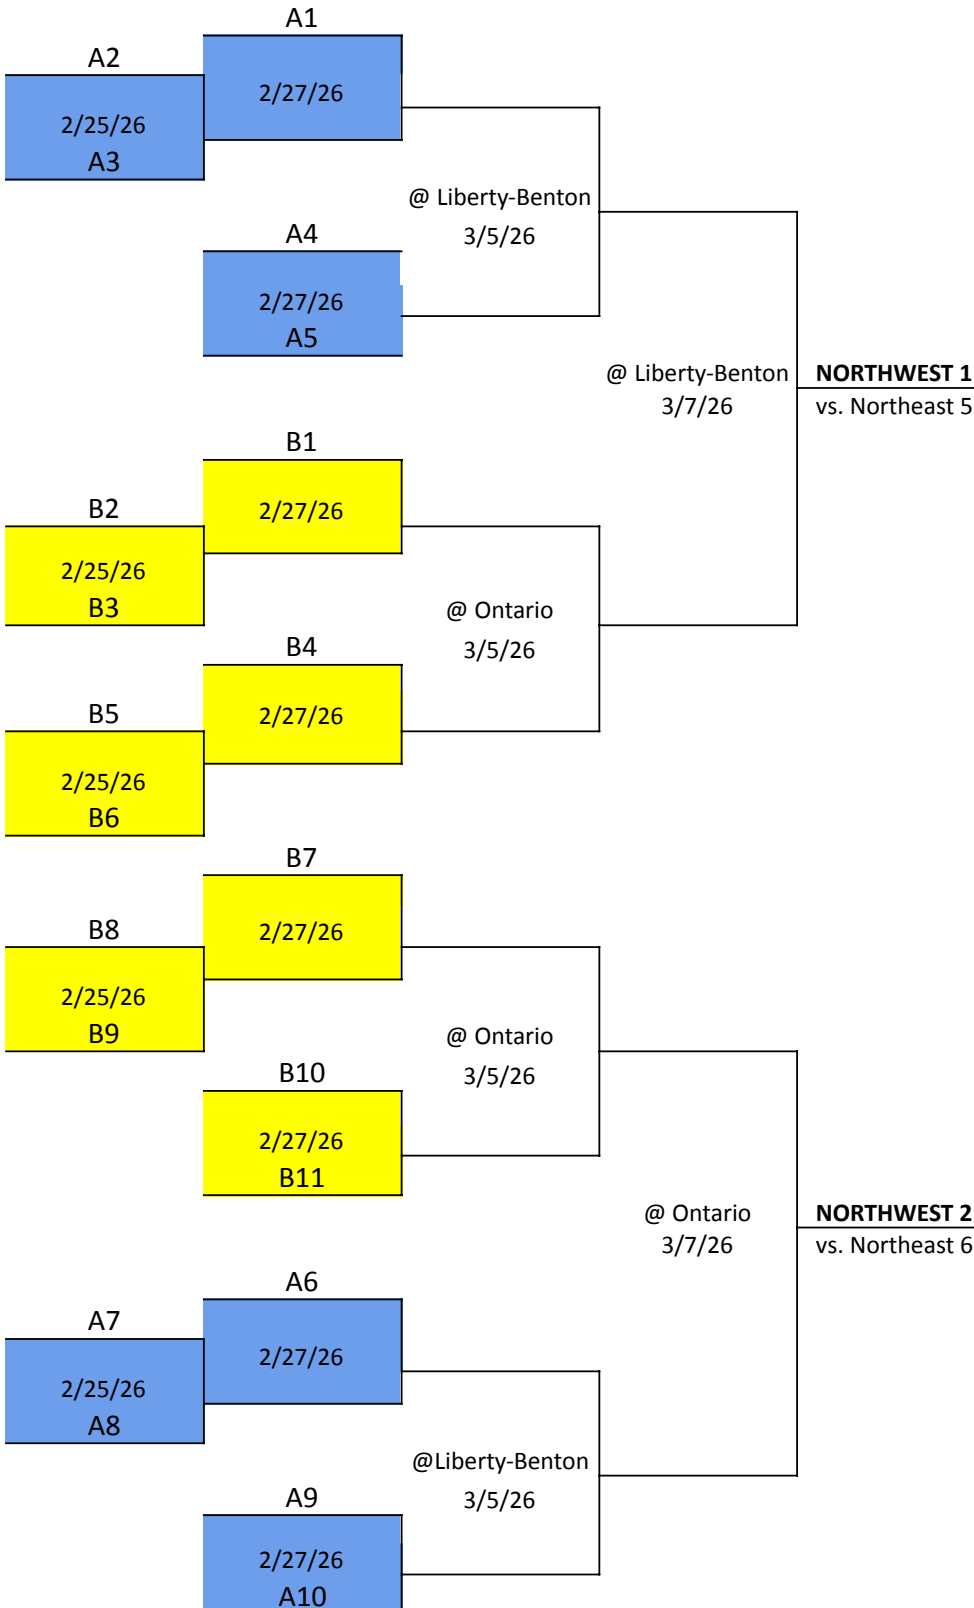 A1
A2
2/27/26
2/25/26
A3
@ Liberty-Benton
3/5/26
A4
2/27/26
A5
@ Liberty-Benton
3/7/26
NORTHWEST 1
vs. Northeast 5
B1
2/27/26
B2
2/25/26
B3
@ Ontario
3/5/26
B4
2/27/26
B5
2/25/26
B6
B7
2/27/26
B8
2/25/26
B9
@ Ontario
3/5/26
B10
2/27/26
B11
@ Ontario
3/7/26
NORTHWEST 2
vs. Northeast 6
A6
2/27/26
A7
2/25/26
A8
@Liberty-Benton
3/5/26
A9
2/27/26
A10